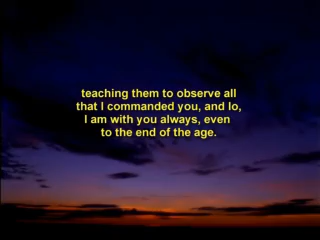 teaching them to observe all
that I commanded you, and lo,
I am with you always, even
to the end of the age.